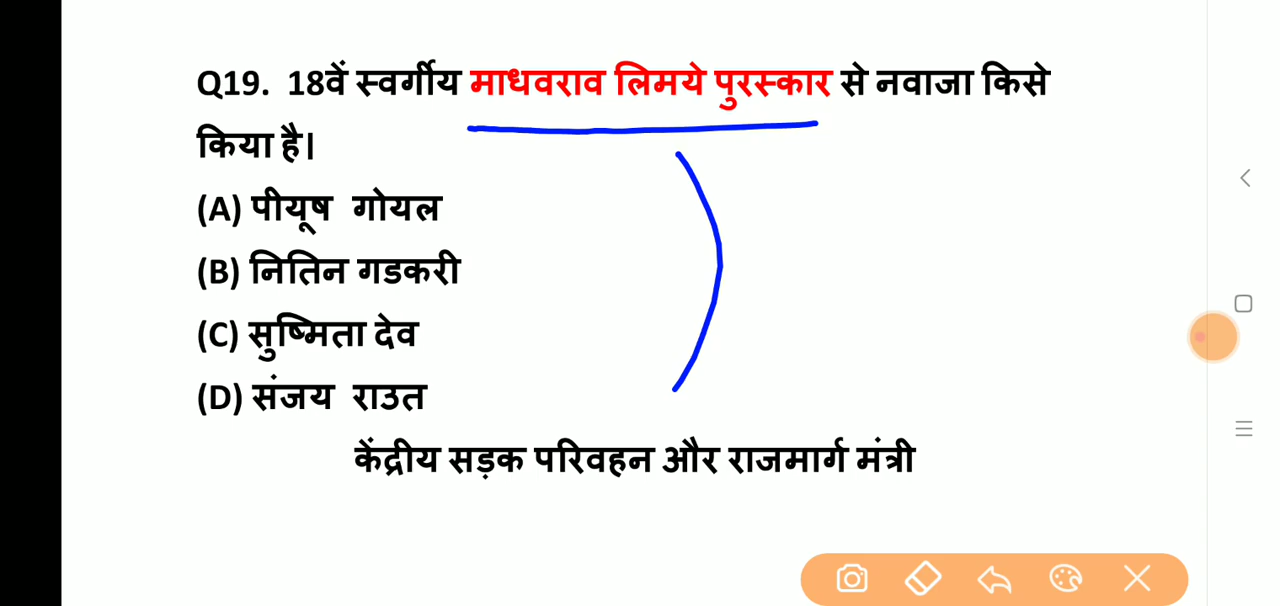 Q19. 18वें स्वर्गीय माधवराव लिमये पुरस्कार से नवाजा किसे
किया है।
(A) पीयूष गोयल
(B) नितिन गडकरी
(C) सुष्मिता देव
(D) संजय राउत
केंद्रीय सड़क परिवहन और राजमार्ग मंत्री